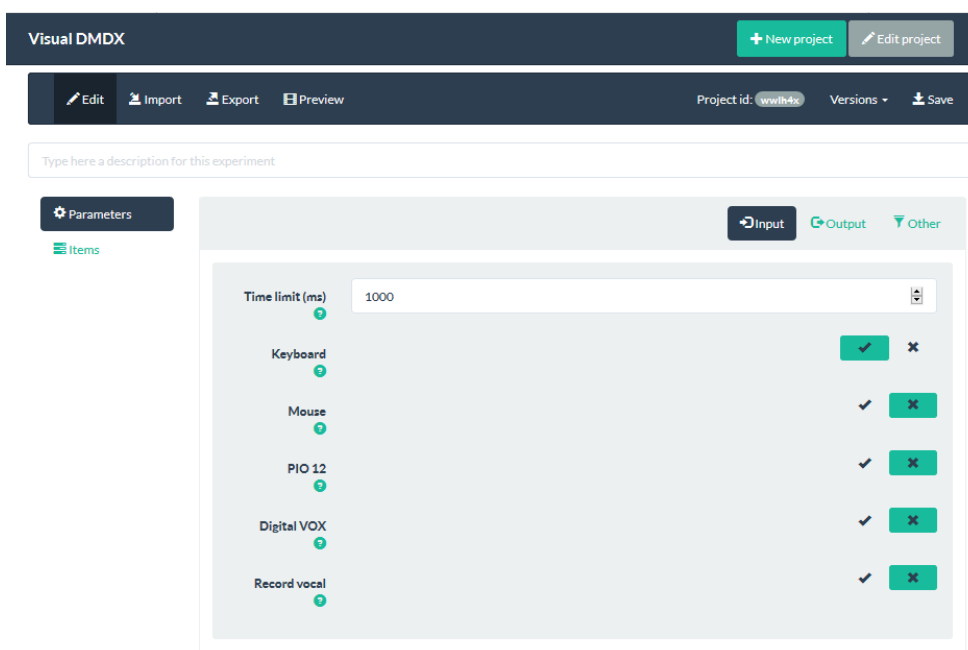 Visual DMDX
New project
Edit project
Edit
Import
Export
Preview
Project id: wwlh4x
Versions
Save
Type here a description for this experiment
Parameters
Items
Input
Output
Other
Time limit (ms)
1000
Keyboard
Mouse
PIO 12
Digital VOX
Record vocal